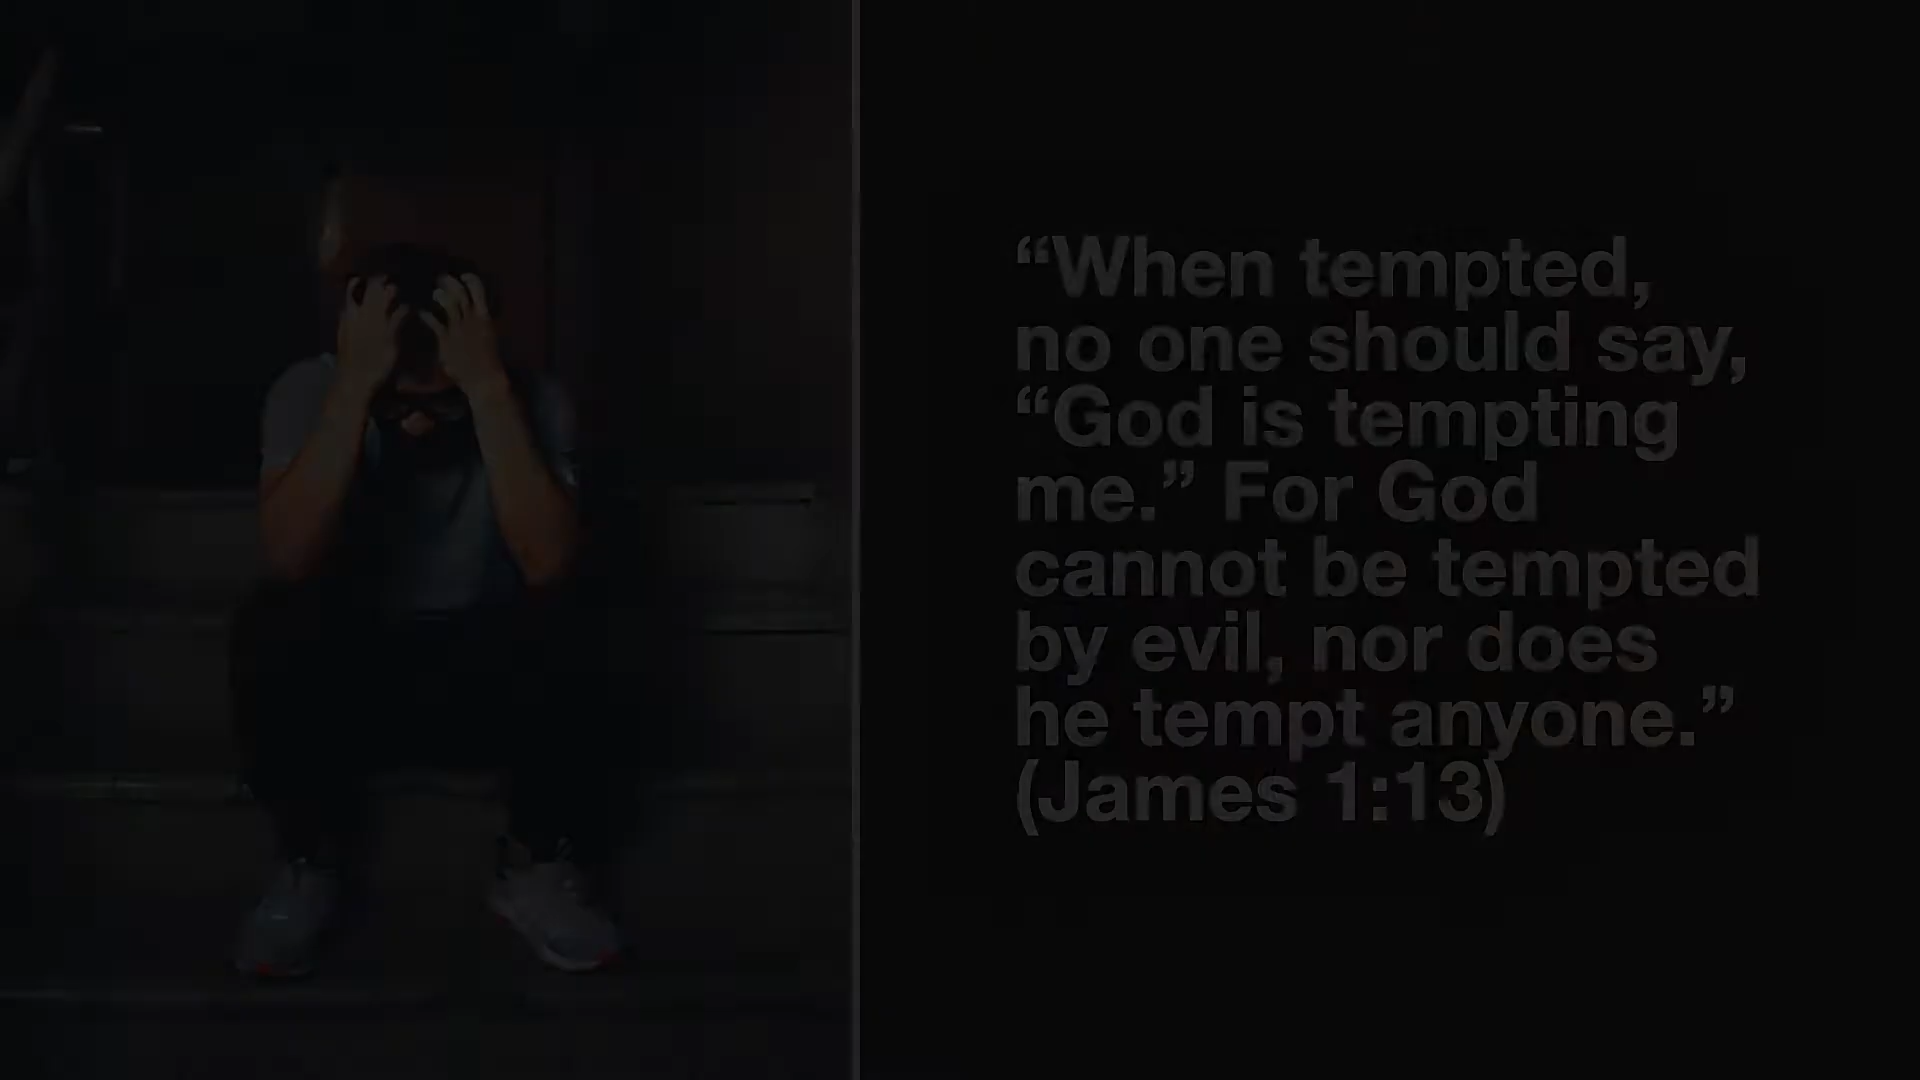 “When tempted,
no one should say,
“God is tempting
me.” For God
cannot be tempted
by evil, nor does
he tempt anyone.”
(James 1:13)